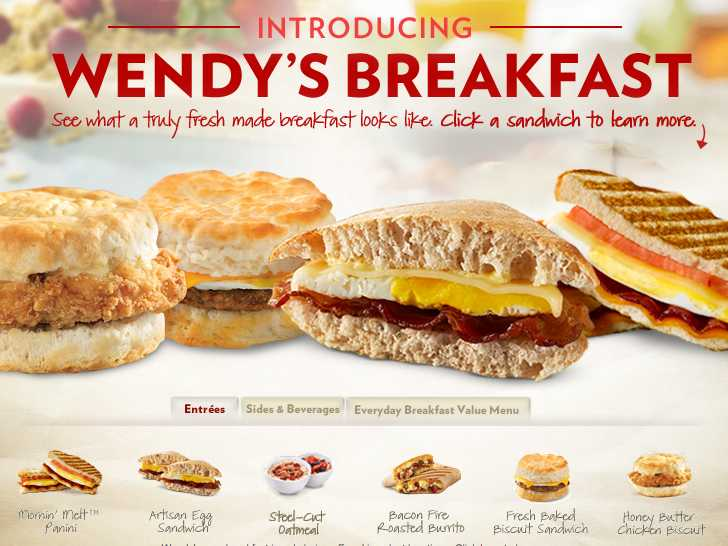 INTRODUCING
WENDY'S BREAKFAST
See what a truly fresh made breakfast looks like. Click a sandwich to learn more.
Entrées Sides & Beverages Everyday Breakfast Value Menu
Mornin' Melt™ Panini
Artisan Egg Sandwich
Steel-Cut Oatmeal
Bacon Fire Roasted Burrito
Fresh Baked Biscuit Sandwich
Honey Butter Chicken Biscuit